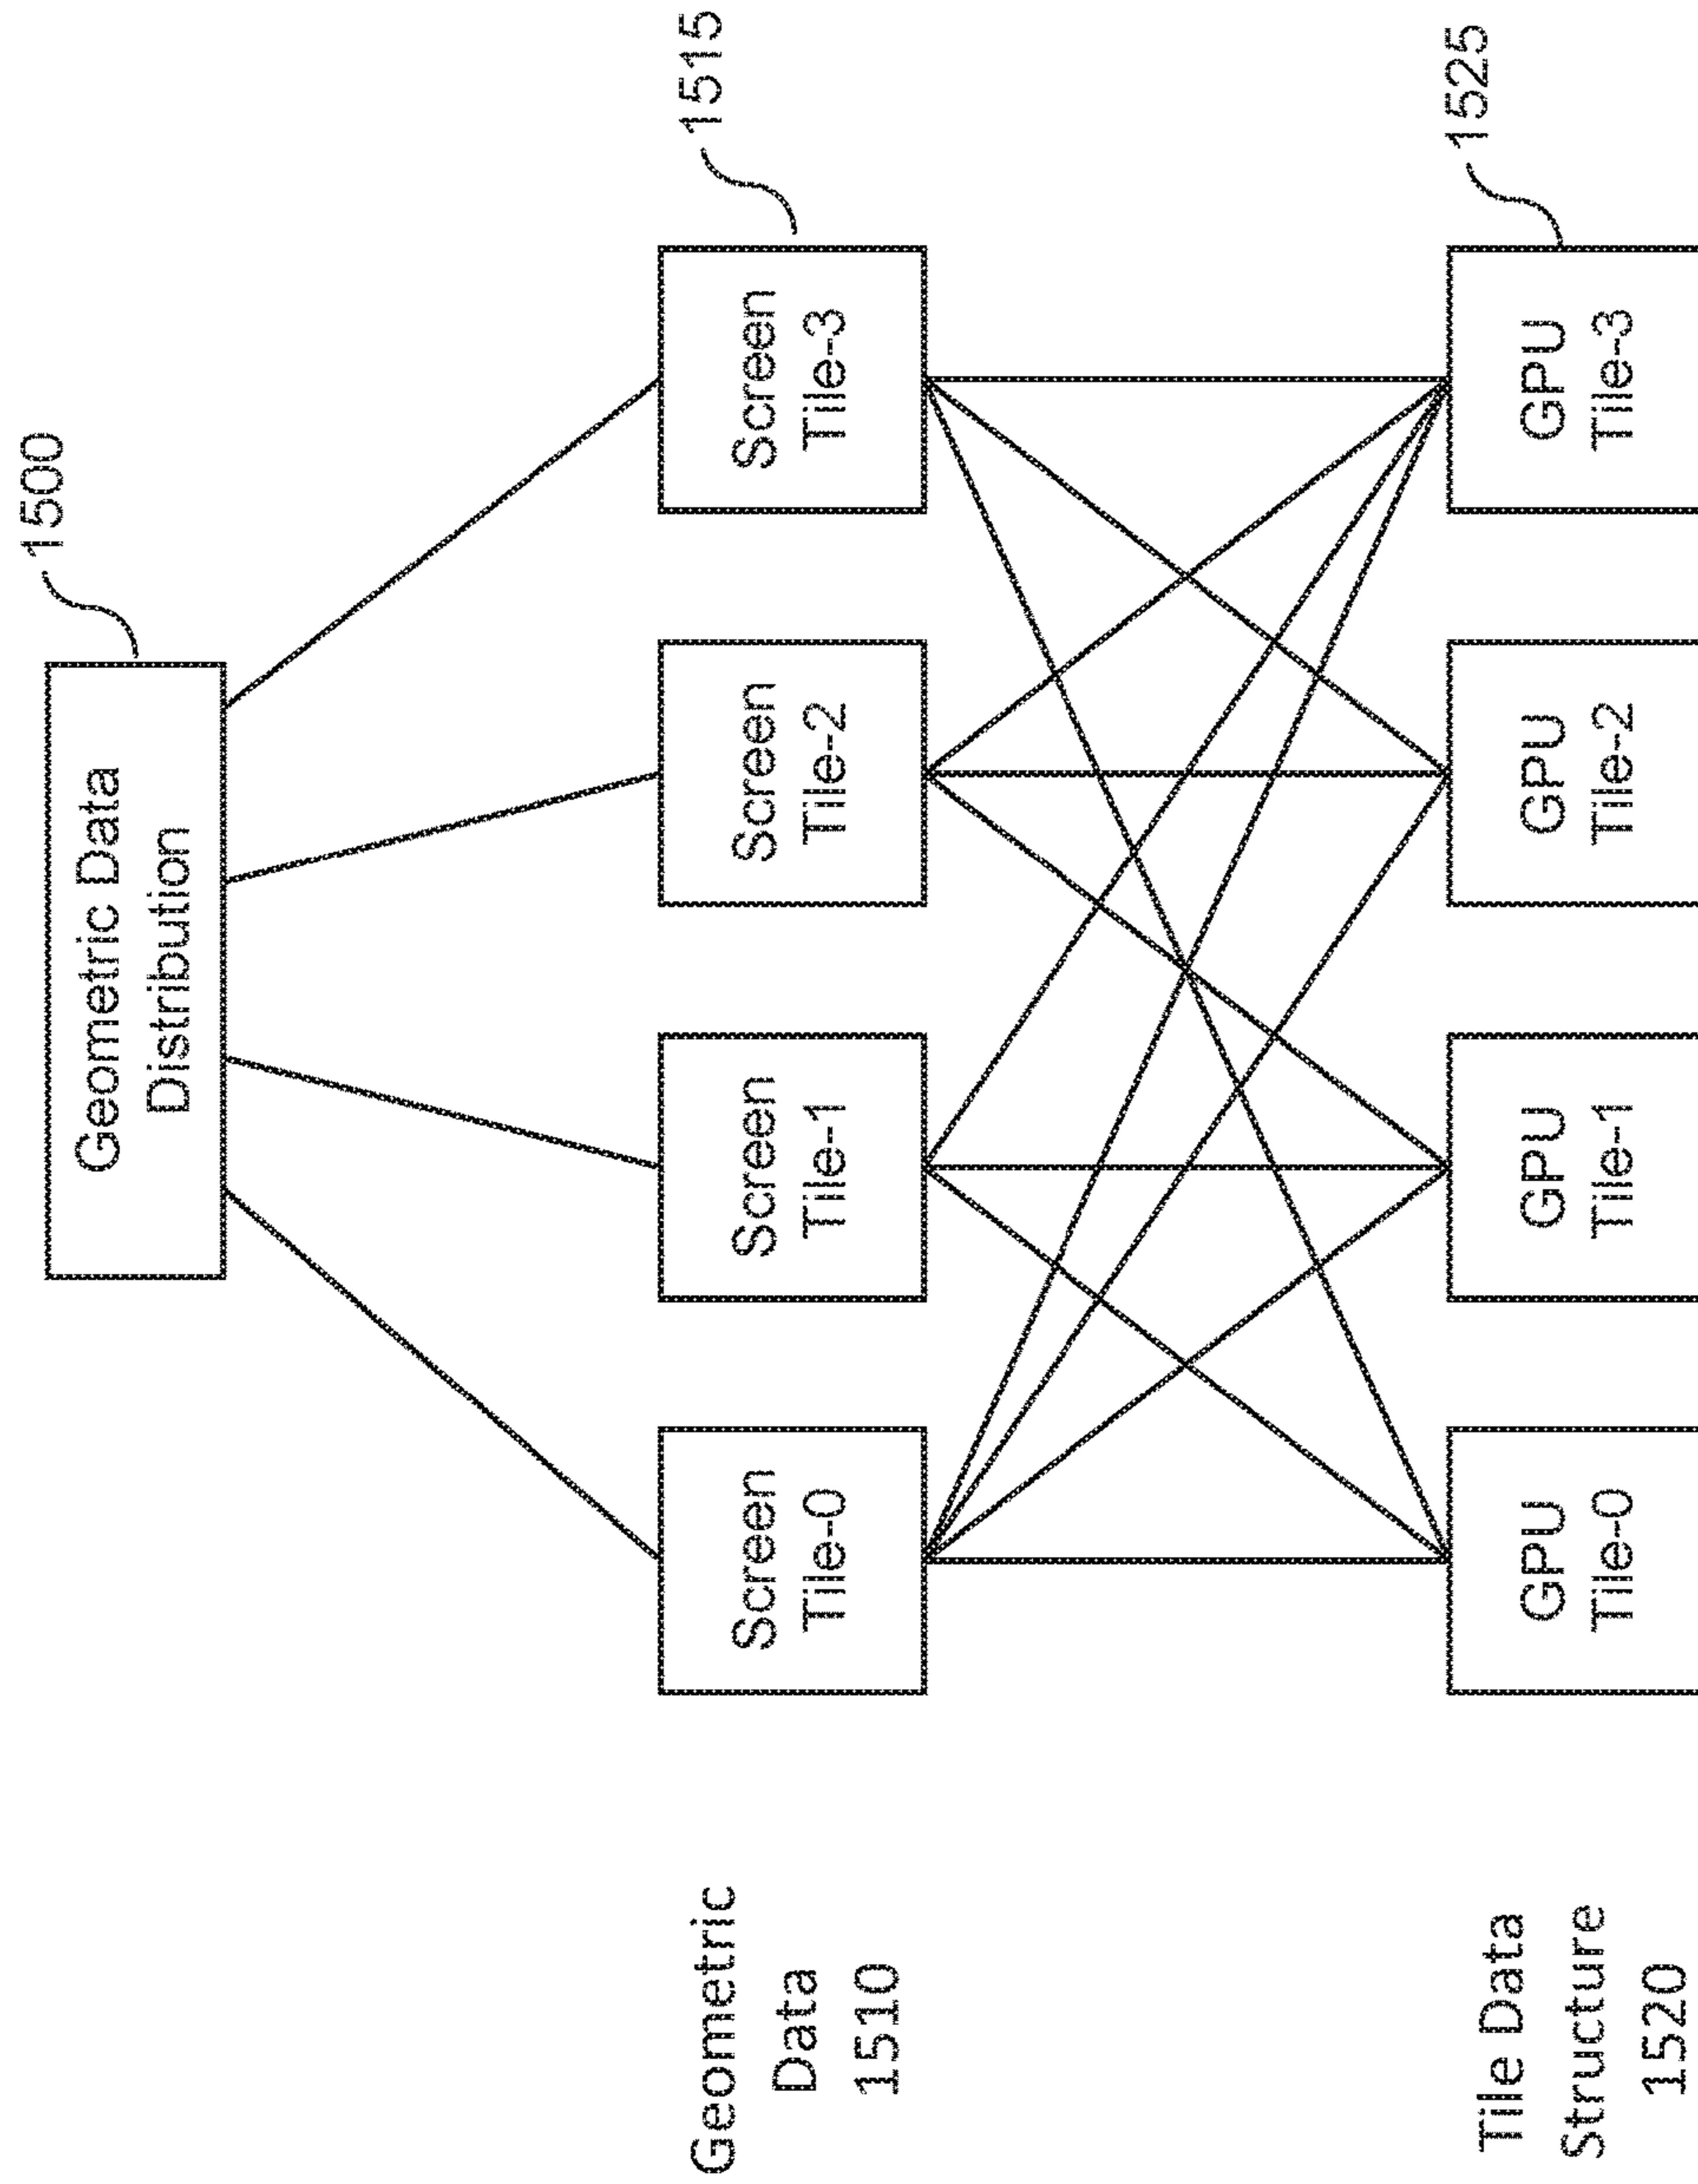 1500
Geometric Data
Distribution
Geometric
Data
1510
Screen
Tile-0
Screen
Tile-1
Screen
Tile-2
Screen
Tile-3
1515
Tile Data
Structure
1520
GPU
Tile-0
GPU
Tile-1
GPU
Tile-2
GPU
Tile-3
1525